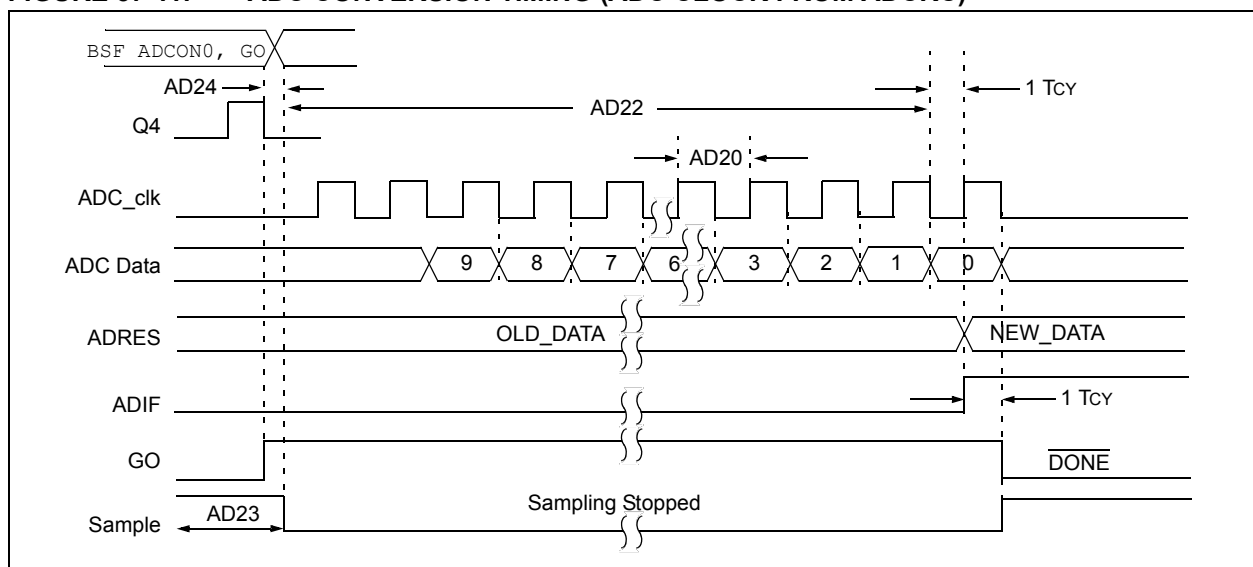 BSF ADCON0, GO
AD24
1 TCY
AD22
Q4
AD20
ADC_clk
ADC Data 9 8 7 6 3 2 1 0
ADRES OLD_DATA NEW_DATA
ADIF 1 TCY
GO DONE
Sampling Stopped
Sample AD23